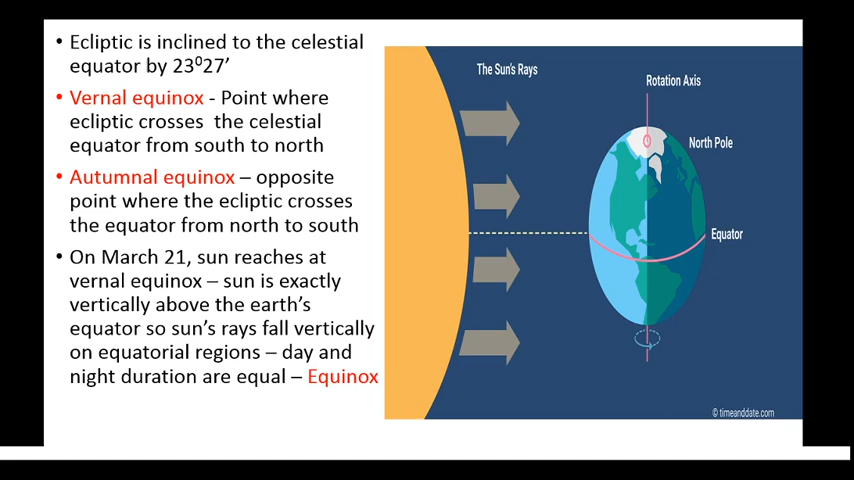 • Ecliptic is inclined to the celestial
equator by 23⁰27’
• Vernal equinox - Point where
ecliptic crosses the celestial
equator from south to north
• Autumnal equinox – opposite
point where the ecliptic crosses
the equator from north to south
• On March 21, sun reaches at
vernal equinox – sun is exactly
vertically above the earth’s
equator so sun’s rays fall vertically
on equatorial regions – day and
night duration are equal – Equinox
The Sun's Rays
Rotation Axis
North Pole
Equator
© timeanddate.com